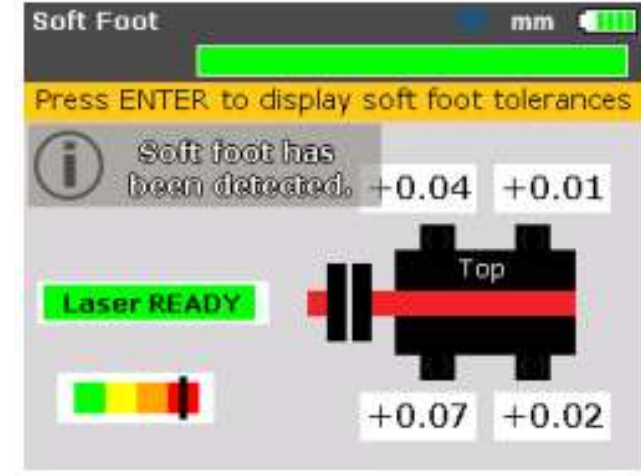 Soft Foot mm
Press ENTER to display soft foot tolerances
Soft foot has
been detected.
+0.04 +0.01
Top
Laser READY
+0.07 +0.02